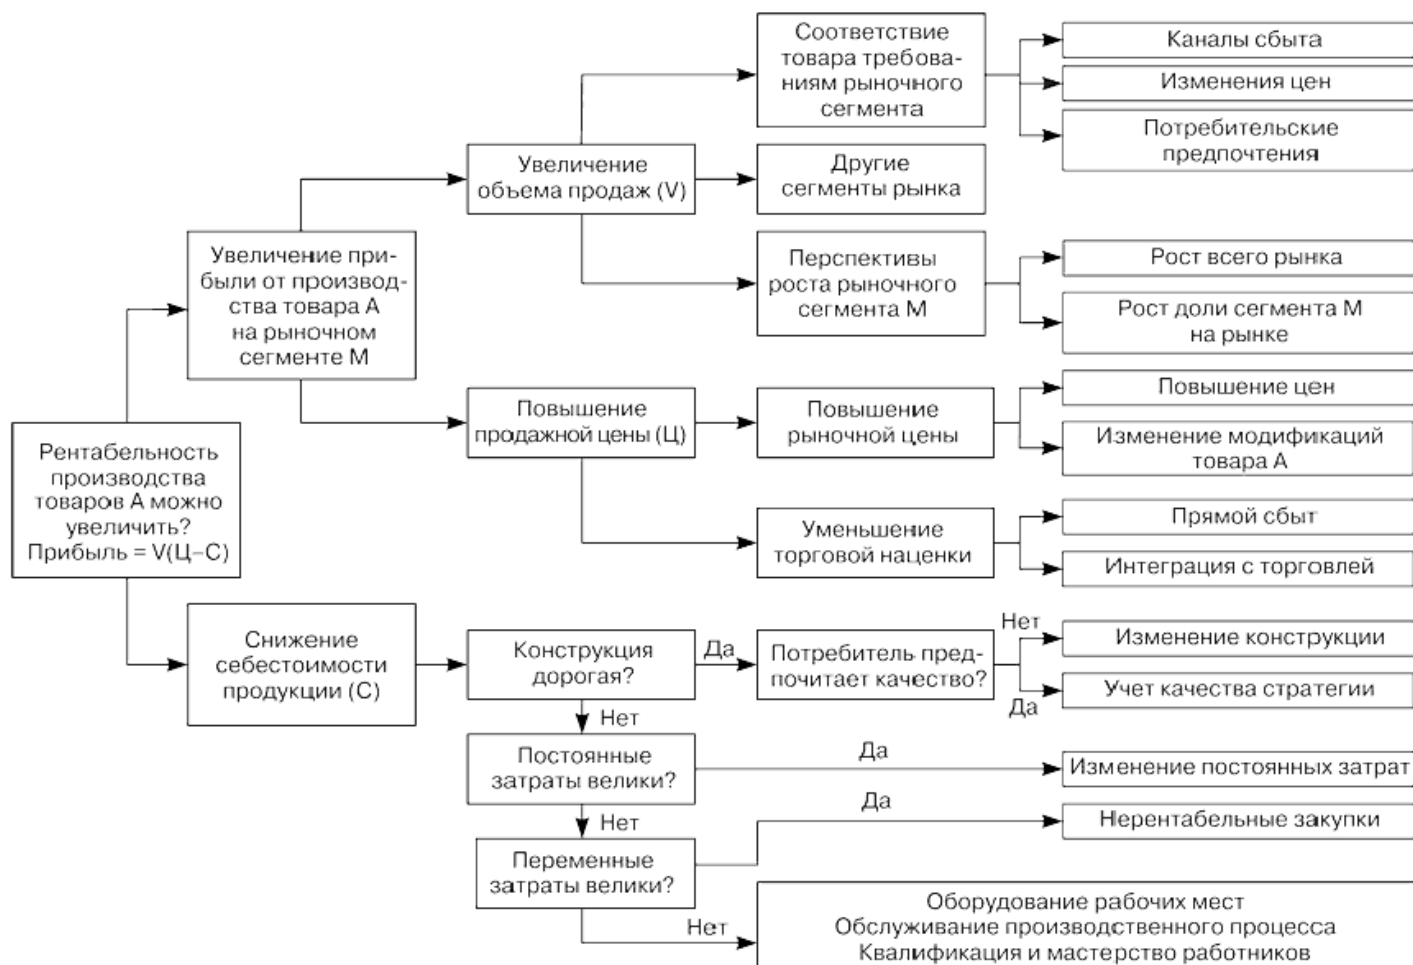 Соответствие
товара требова-
ниям рыночного
сегмента
Каналы сбыта
Изменения цен
Потребительские
предпочтения
Увеличение
объема продаж (V)
Другие
сегменты рынка
Увеличение при-
были от производ-
ства товара А
на рыночном
сегменте М
Перспективы
роста рыночного
сегмента М
Рост всего рынка
Рост доли сегмента М
на рынке
Повышение
продажной цены (Ц)
Повышение
рыночной цены
Повышение цен
Изменение модификаций
товара А
Рентабельность
производства
товаров А можно
увеличить?
Прибыль = V(Ц–С)
Уменьшение
торговой наценки
Прямой сбыт
Интеграция с торговлей
Снижение
себестоимости
продукции (С)
Конструкция
дорогая?
Да
Потребитель пред-
почитает качество?
Нет
Изменение конструкции
Да
Учет качества стратегии
Нет
Постоянные
затраты велики?
Да
Изменение постоянных затрат
Нет
Переменные
затраты велики?
Да
Нерентабельные закупки
Нет
Оборудование рабочих мест
Обслуживание производственного процесса
Квалификация и мастерство работников